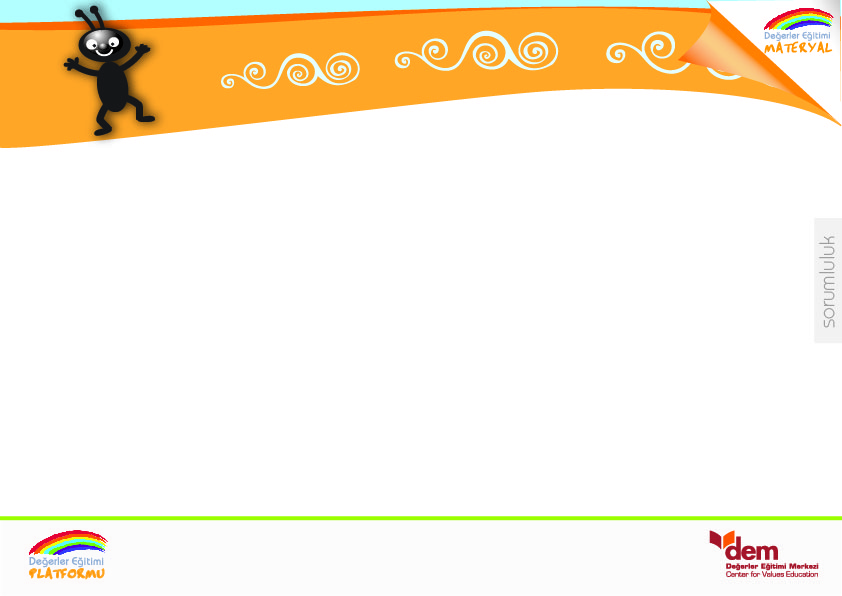 Değerler Eğitimi
MATERYAL
sorumluluk
Değerler Eğitimi
PLATFORMU
dem
Değerler Eğitimi Merkezi
Center for Values Education